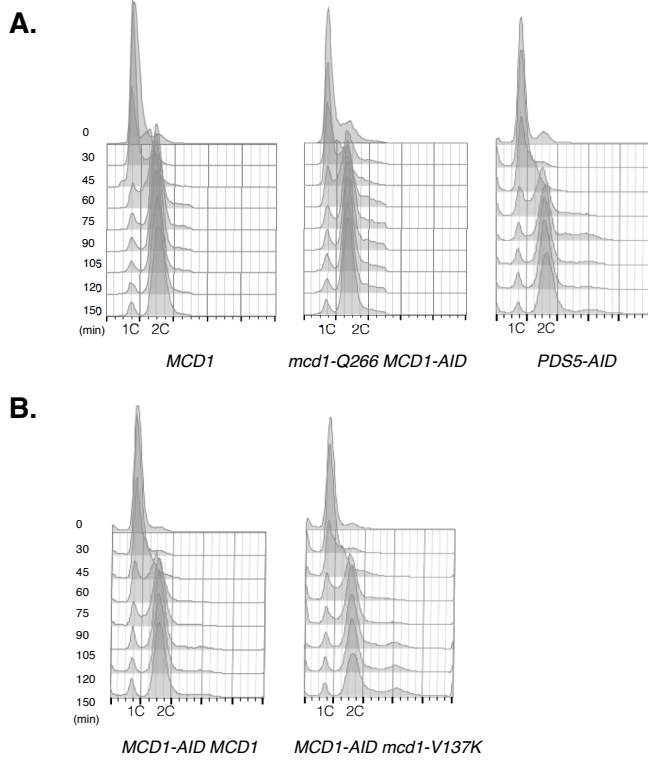 A.
0
30
45
60
75
90
105
120
150
(min)
1C 2C
1C 2C
1C 2C
MCD1
mcd1-Q266 MCD1-AID
PDS5-AID
B.
0
30
45
60
75
90
105
120
150
(min)
1C 2C
1C 2C
MCD1-AID MCD1
MCD1-AID mcd1-V137K